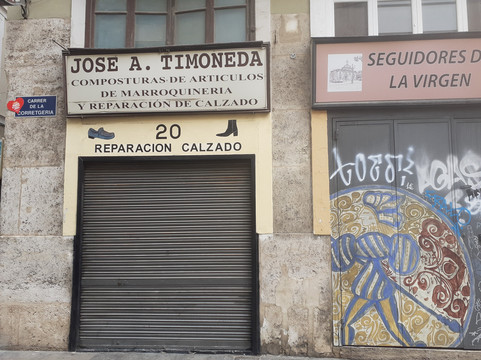 JOSE A. TIMONEDA
COMPOSTURAS DE ARTICULOS
DE MARROQUINERIA
Y REPARACIÓN DE CALZADO
20
REPARACION CALZADO
CARRER
DE LA
CORRETGERIA
SEGUIDORES D
LA VIRGEN